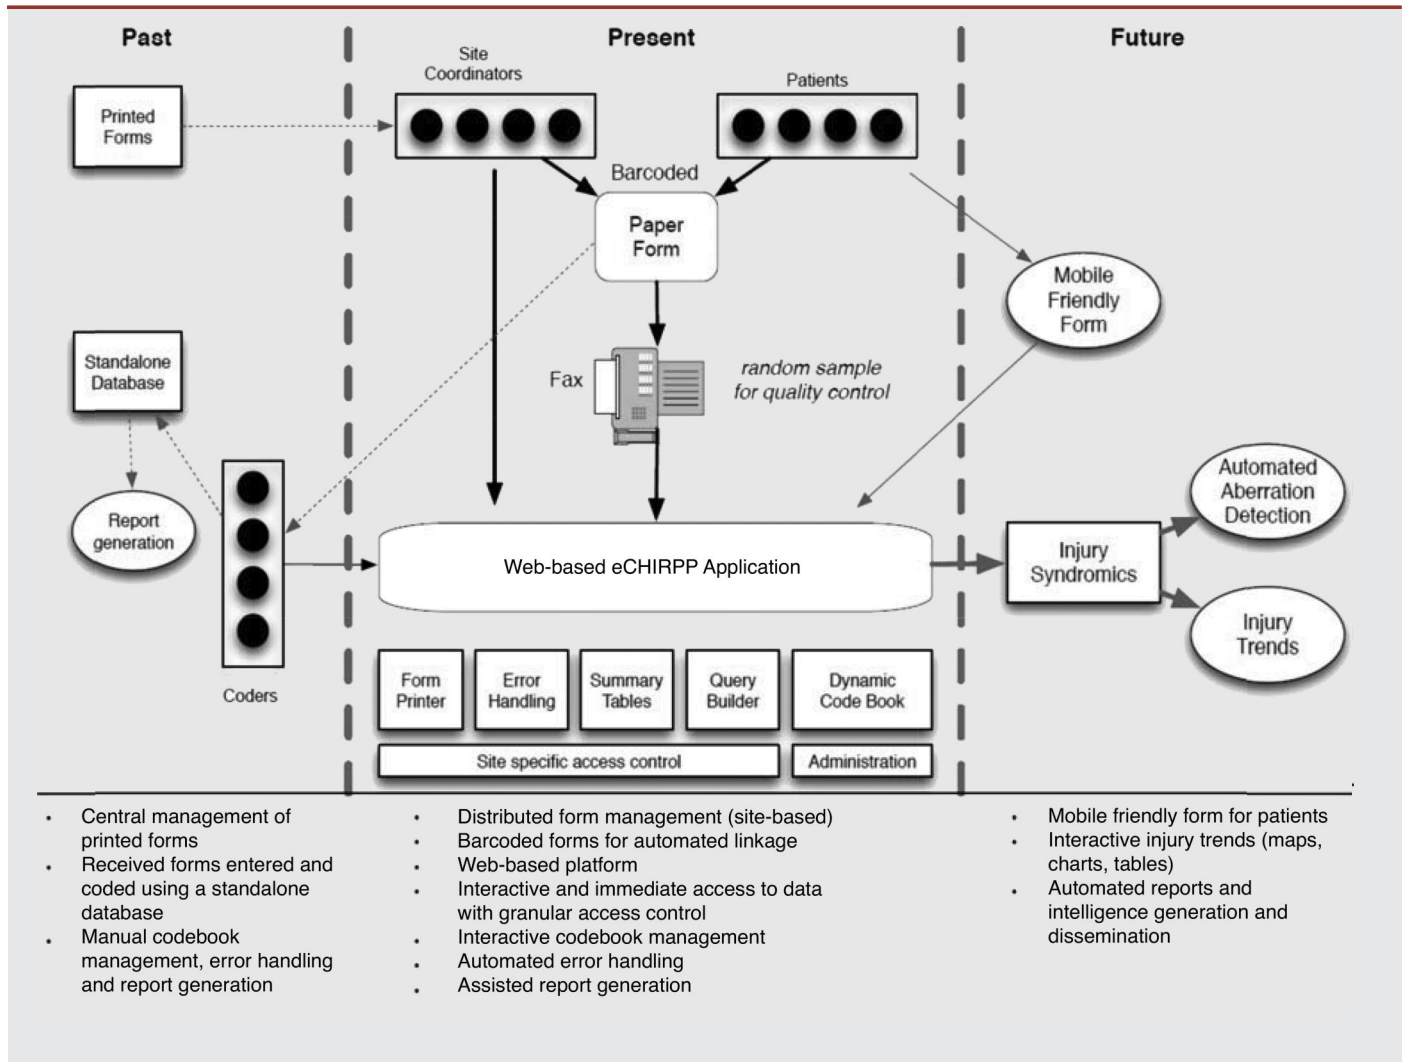 Past
Present
Future
Site
Coordinators
Patients
Printed
Forms
Barcoded
Paper
Form
Mobile
Friendly
Form
Standalone
Database
Fax
random sample
for quality control
Report
generation
Automated
Aberration
Detection
Web-based eCHIRPP Application
Injury
Syndromics
Injury
Trends
Coders
Form
Printer
Error
Handling
Summary
Tables
Query
Builder
Dynamic
Code Book
Site specific access control
Administration
• Central management of
printed forms
• Received forms entered and
coded using a standalone
database
• Manual codebook
management, error handling
and report generation
• Distributed form management (site-based)
• Barcoded forms for automated linkage
• Web-based platform
• Interactive and immediate access to data
with granular access control
• Interactive codebook management
• Automated error handling
• Assisted report generation
• Mobile friendly form for patients
• Interactive injury trends (maps,
charts, tables)
• Automated reports and
intelligence generation and
dissemination